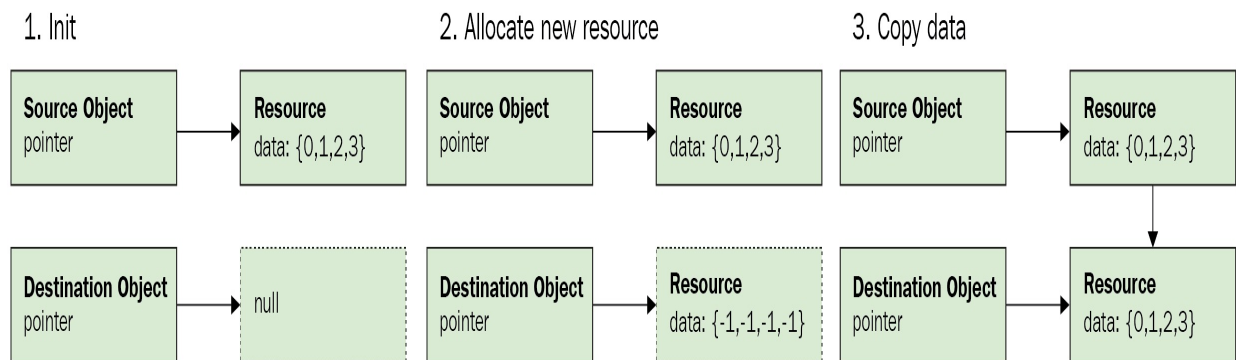 1. Init
Source Object
pointer
Resource
data: {0,1,2,3}
Destination Object
pointer
null
2. Allocate new resource
Source Object
pointer
Resource
data: {0,1,2,3}
Destination Object
pointer
Resource
data: {-1,-1,-1,-1}
3. Copy data
Source Object
pointer
Resource
data: {0,1,2,3}
Destination Object
pointer
Resource
data: {0,1,2,3}